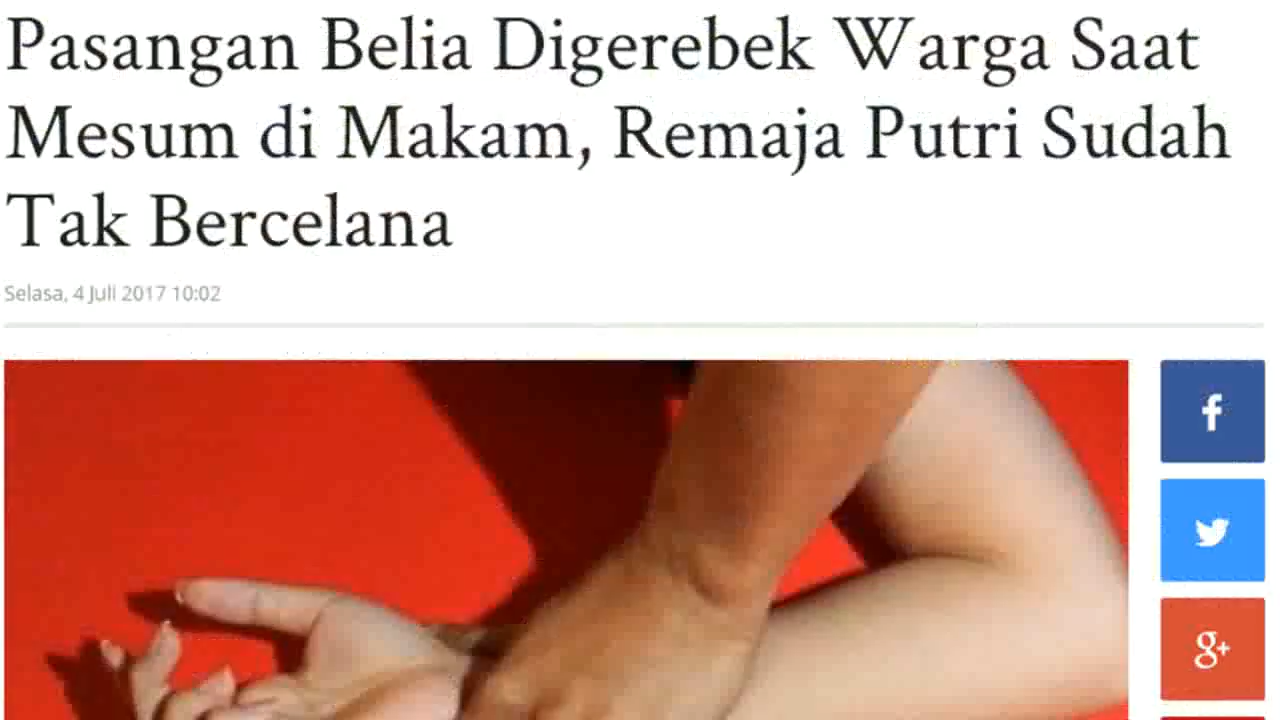 Pasangan Belia Digerebek Warga Saat
Mesum di Makam, Remaja Putri Sudah
Tak Bercelana
Selasa, 4 Juli 2017 10:02
f
g+